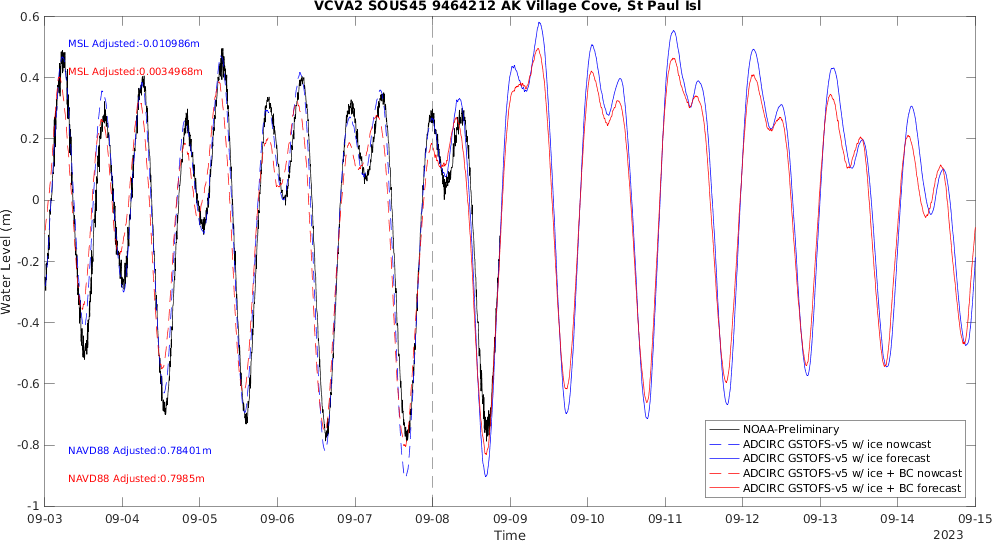 VCVA2 SOUS45 9464212 AK Village Cove, St Paul Isl
0.6
0.4
0.2
0
-0.2
-0.4
-0.6
-0.8
-1
Water Level (m)
MSL Adjusted:-0.010986m
MSL Adjusted:0.0034968m
NAVD88 Adjusted:0.78401m
NAVD88 Adjusted:0.7985m
NOAA-Preliminary
ADCIRC GSTOFS-v5 w/ ice nowcast
ADCIRC GSTOFS-v5 w/ ice forecast
ADCIRC GSTOFS-v5 w/ ice + BC nowcast
ADCIRC GSTOFS-v5 w/ ice + BC forecast
09-03 09-04 09-05 09-06 09-07 09-08 09-09 09-10 09-11 09-12 09-13 09-14 09-15
Time
2023